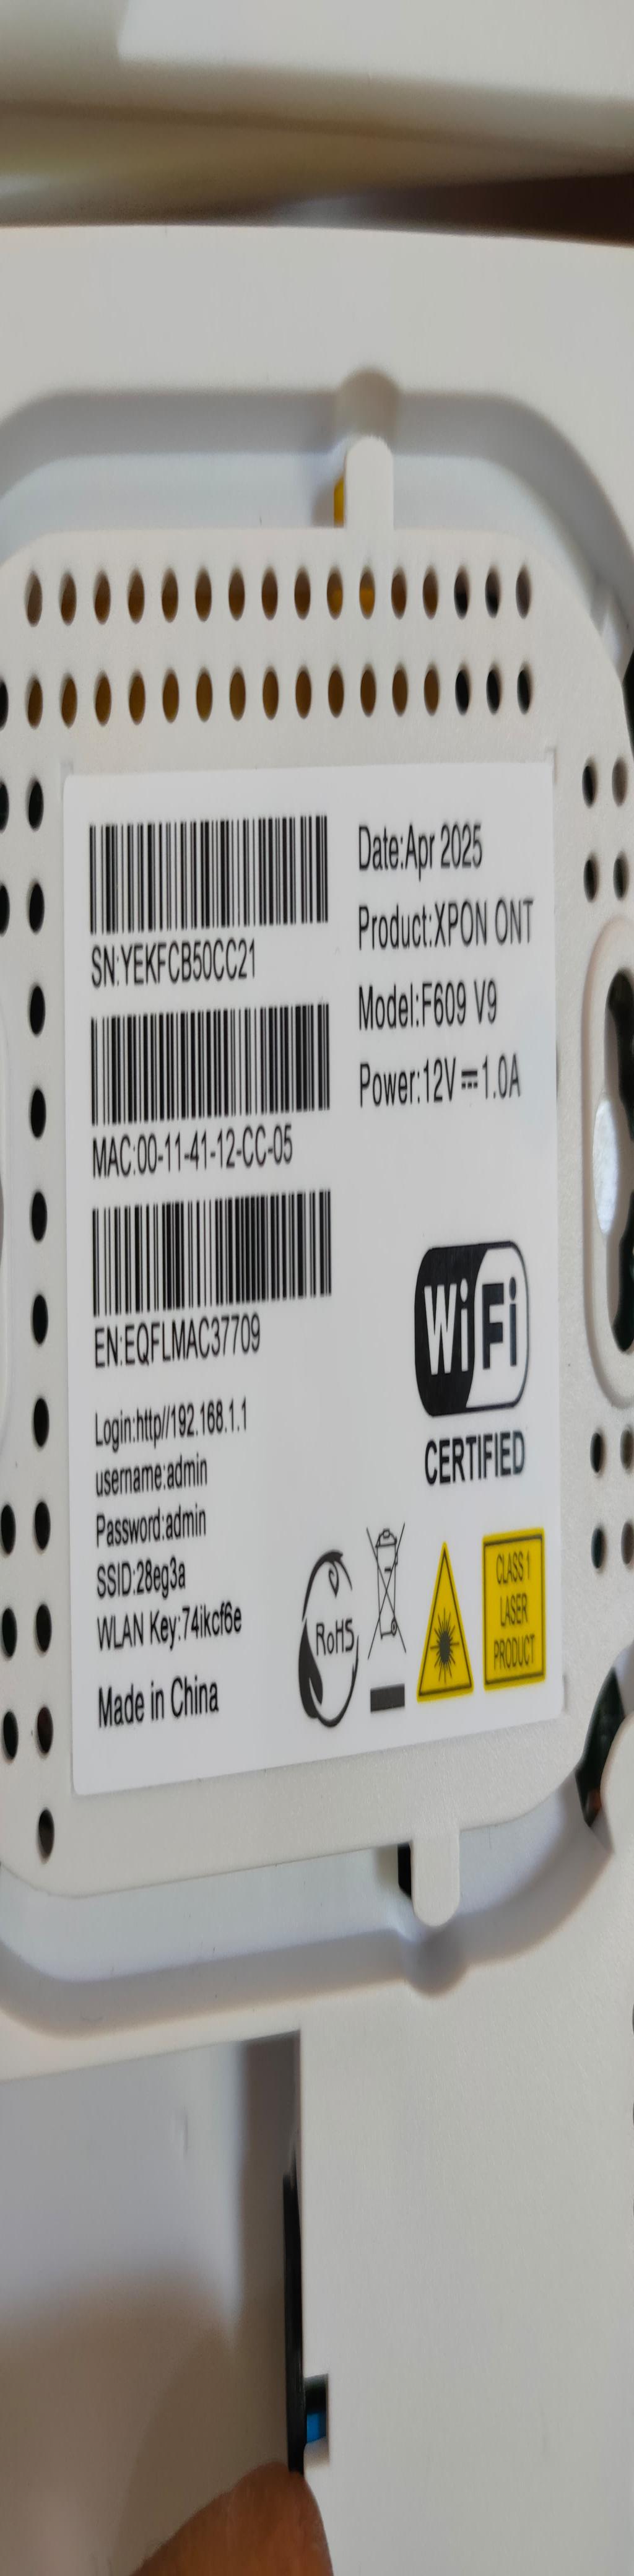 SN:YEKFCB50CC21
MAC:00-11-41-12-CC-05
EN:EQFLMAC37709
Login:http//192.168.1.1
username:admin
Password:admin
SSID:28eg3a
WLAN Key:74ikcf6e
Made in China
Date:Apr 2025
Product:XPON ONT
Model:F609 V9
Power:12V⎓1.0A
WiFi
CERTIFIED
RoHS
CLASS 1
LASER
PRODUCT